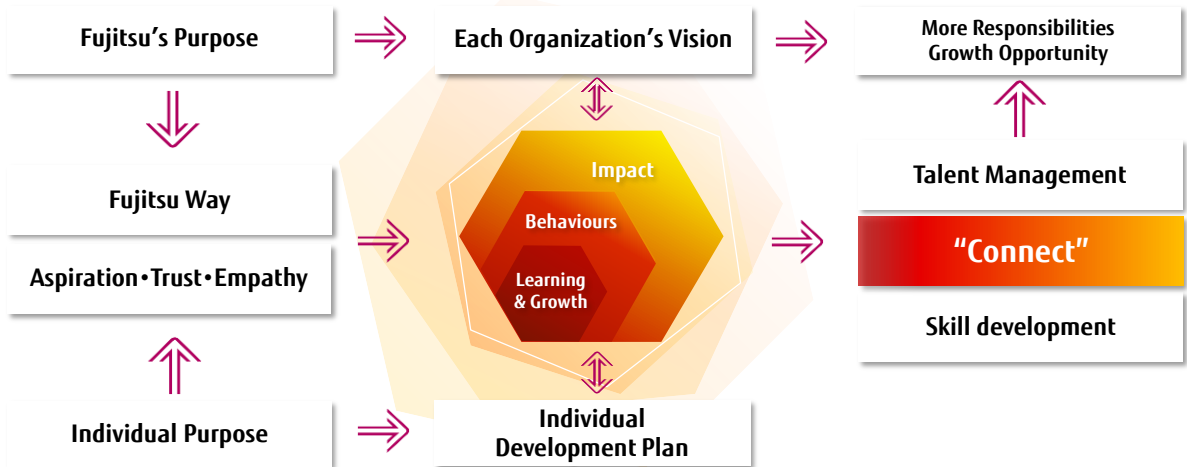 Fujitsu's Purpose
Each Organization's Vision
More Responsibilities
Growth Opportunity
Fujitsu Way
Aspiration・Trust・Empathy
Impact
Behaviours
Learning
& Growth
Talent Management
“Connect”
Skill development
Individual Purpose
Individual
Development Plan